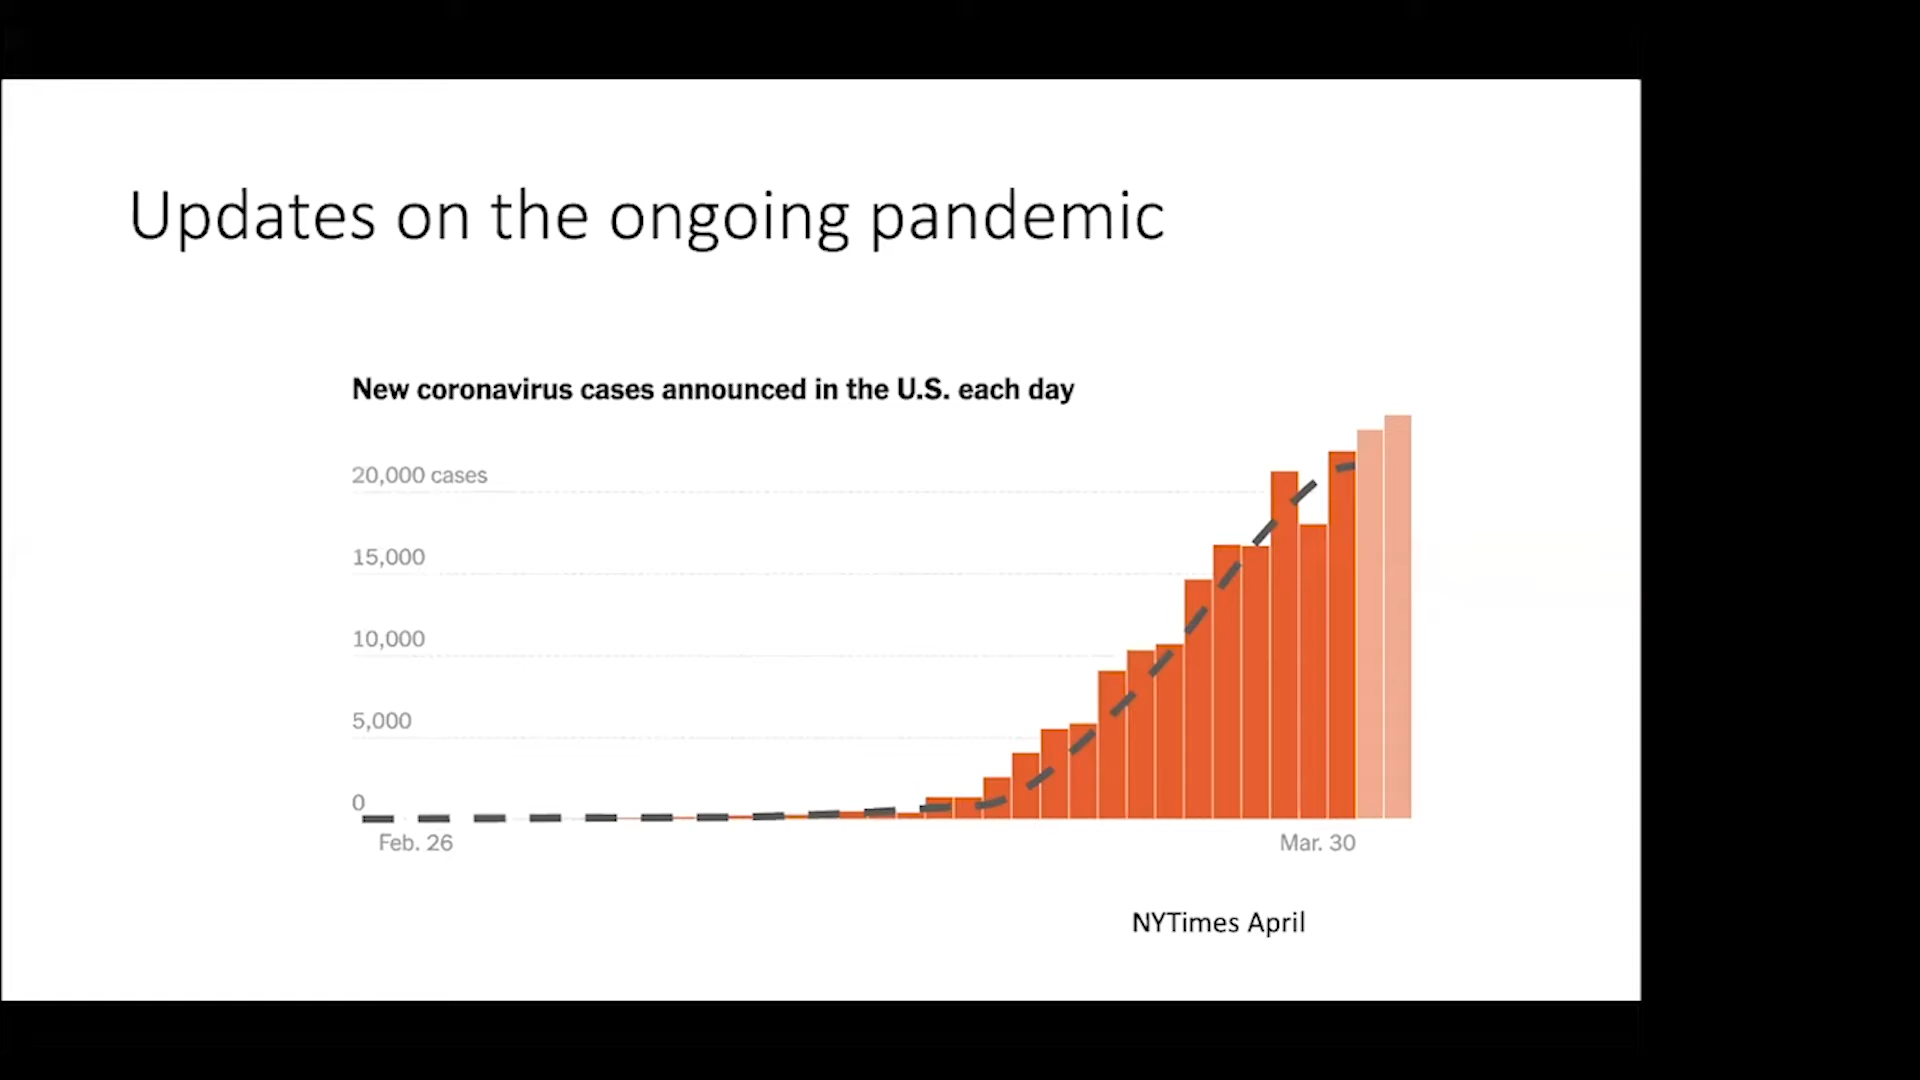 Updates on the ongoing pandemic
New coronavirus cases announced in the U.S. each day
20,000 cases
15,000
10,000
5,000
0
Feb. 26
Mar. 30
NYTimes April